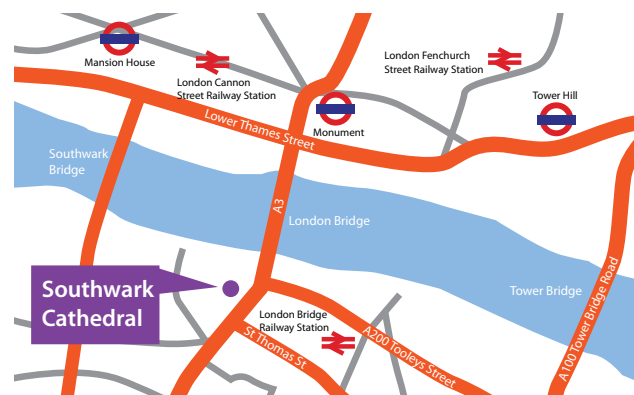 Mansion House
London Cannon
Street Railway Station
London Fenchurch
Street Railway Station
Tower Hill
Monument
Lower Thames Street
Southwark
Bridge
A3
London Bridge
Tower Bridge
Southwark
Cathedral
London Bridge
Railway Station
St Thomas St
A200 Tooleys Street
A100 Tower Bridge Road